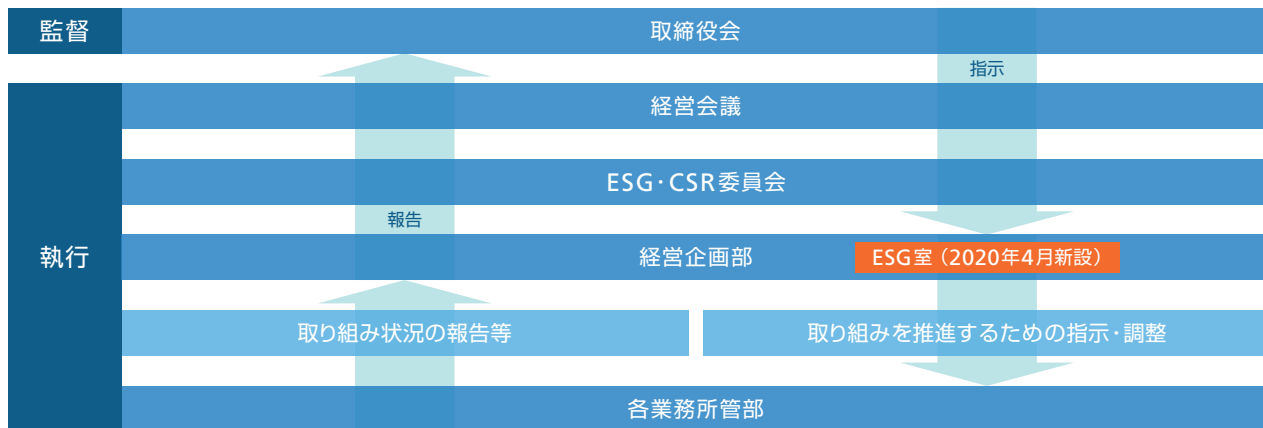 監督
取締役会
指示
執行
経営会議
ESG・CSR委員会
報告
経営企画部
ESG室（2020年4月新設）
取り組み状況の報告等
取り組みを推進するための指示・調整
各業務所管部